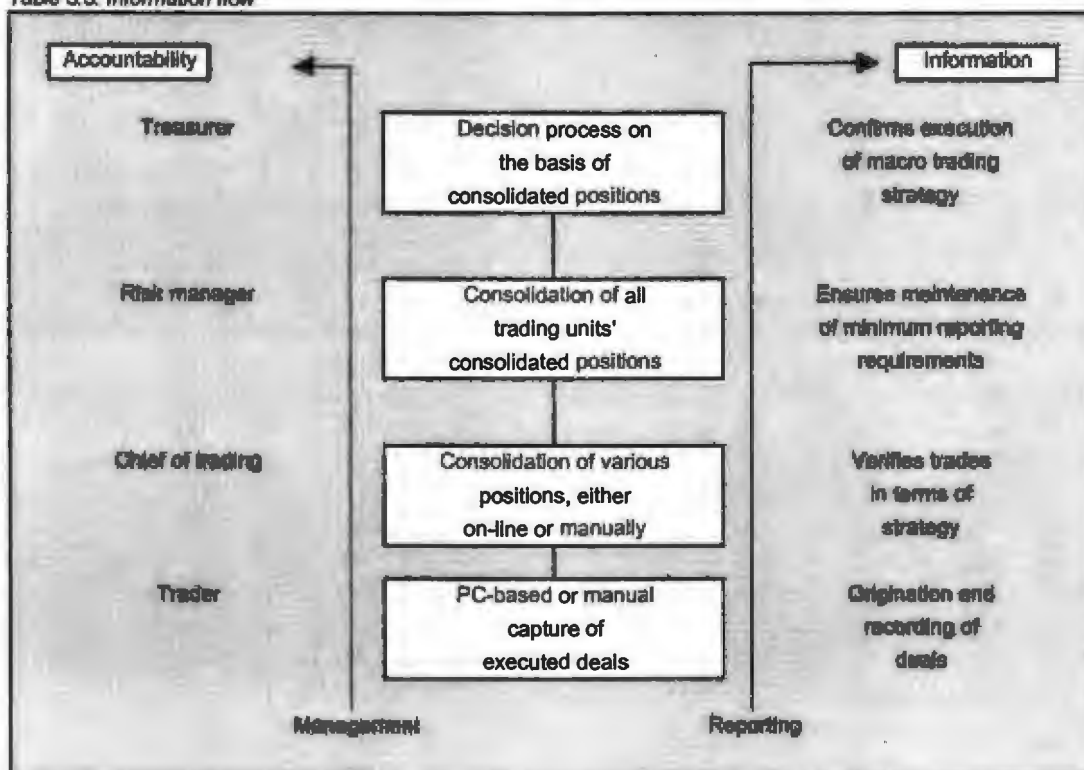 Information flow
Accountability
Information
Treasurer
Decision process on
the basis of
consolidated positions
Confirms execution
of macro trading
strategy
Risk manager
Consolidation of all
trading units'
consolidated positions
Ensures maintenance
of minimum reporting
requirements
Chief of trading
Consolidation of various
positions, either
on-line or manually
Verifies trades
in terms of
strategy
Trader
PC-based or manual
capture of
executed deals
Origination and
recording of
deals
Management
Reporting